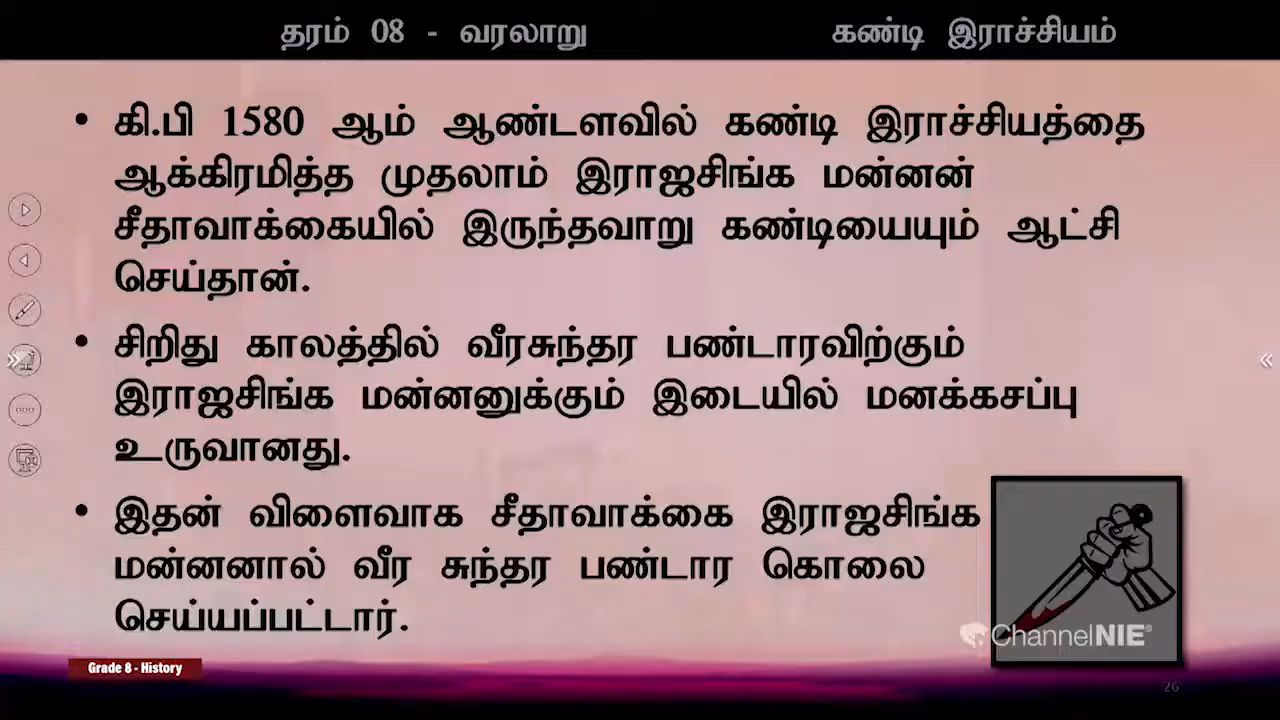 தரம் 08 - வரலாறு கண்டி இராச்சியம்
• கி.பி 1580 ஆம் ஆண்டளவில் கண்டி இராச்சியத்தை
ஆக்கிரமித்த முதலாம் இராஜசிங்க மன்னன்
சீதாவாக்கையில் இருந்தவாறு கண்டியையும் ஆட்சி
செய்தான்.
• சிறிது காலத்தில் வீரசுந்தர பண்டாரவிற்கும்
இராஜசிங்க மன்னனுக்கும் இடையில் மனக்கசப்பு
உருவானது.
• இதன் விளைவாக சீதாவாக்கை இராஜசிங்க
மன்னனால் வீர சுந்தர பண்டார கொலை
செய்யப்பட்டார்.
ChannelNIE®
Grade 8 - History
26